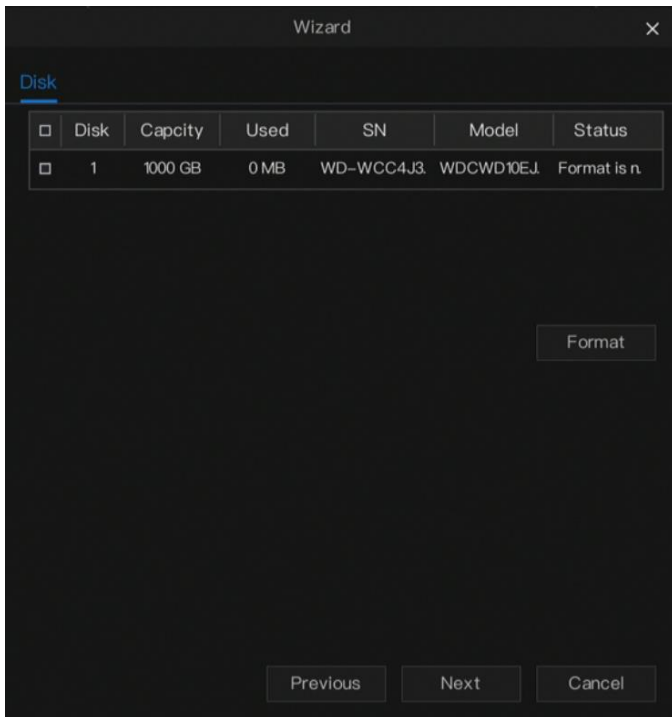 Wizard
Disk
Disk Capcity Used SN Model Status
1 1000 GB 0 MB WD-WCC4J3. WDCWD10EJ. Format is n.
Format
Previous Next Cancel